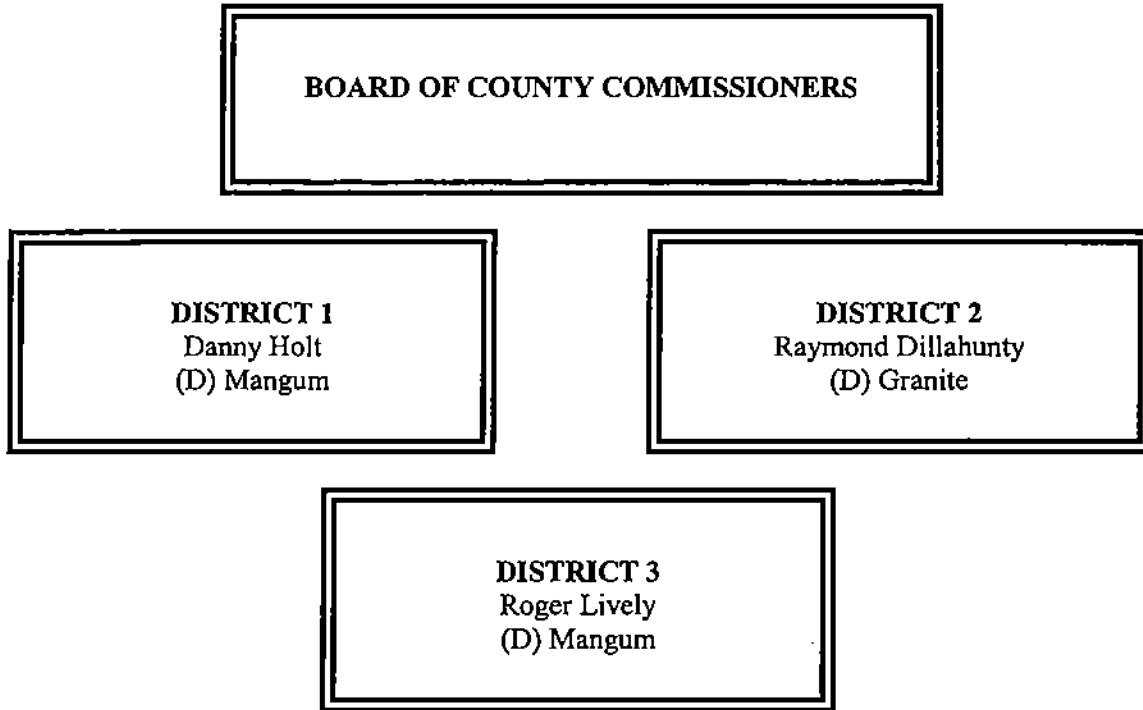 BOARD OF COUNTY COMMISSIONERS
DISTRICT 1
Danny Holt
(D) Mangum
DISTRICT 2
Raymond Dillahunty
(D) Granite
DISTRICT 3
Roger Lively
(D) Mangum